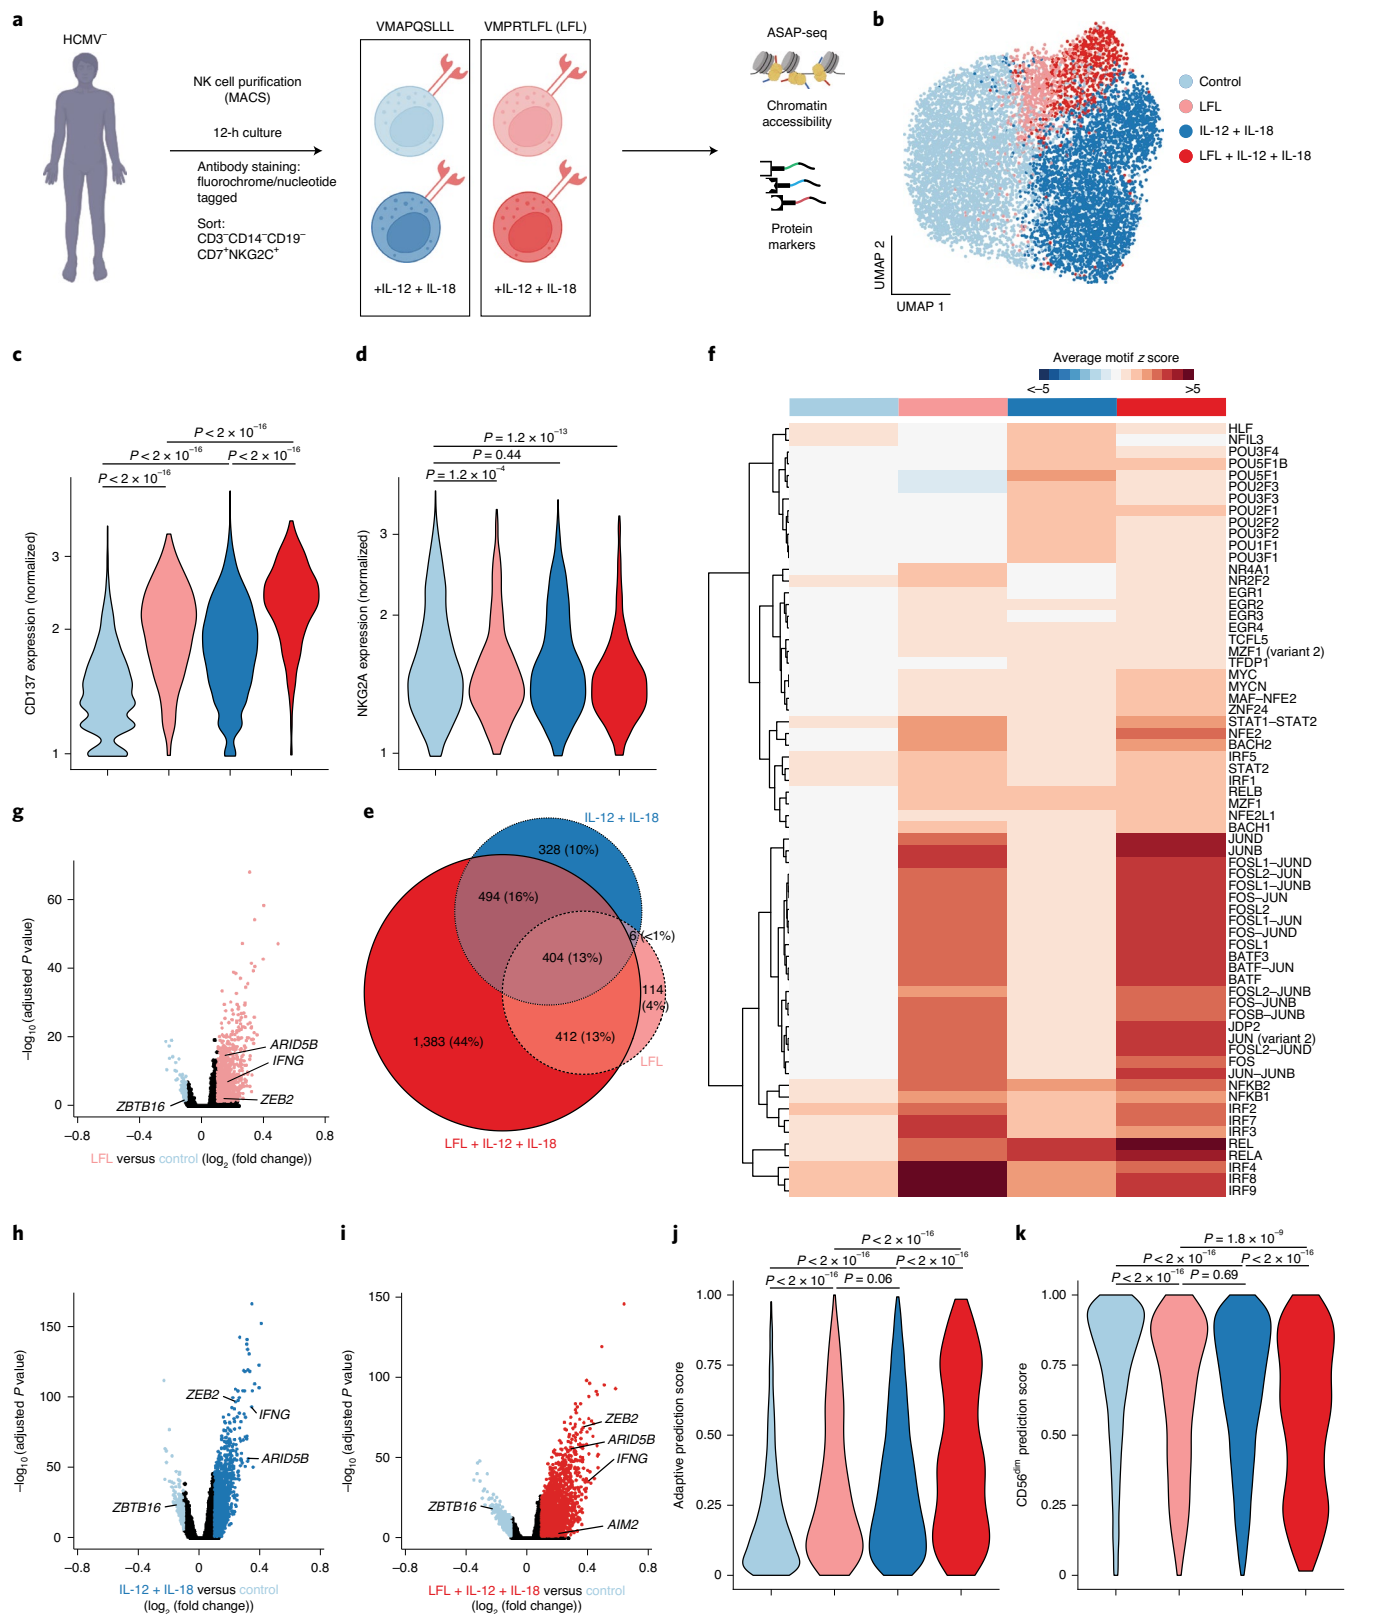 a
HCMV−
NK cell purification
(MACS)
12-h culture
Antibody staining:
fluorochrome/nucleotide
tagged
Sort:
CD3−CD14−CD19−
CD7+NKG2C+
VMAPQSLLL
VMPRTLFL (LFL)
+IL-12 + IL-18
+IL-12 + IL-18
ASAP-seq
Chromatin
accessibility
Protein
markers
b
UMAP 2
UMAP 1
Control
LFL
IL-12 + IL-18
LFL + IL-12 + IL-18
c
P < 2 × 10−16
P < 2 × 10−16
P < 2 × 10−16
P < 2 × 10−16
CD137 expression (normalized)
3
2
1
d
P = 1.2 × 10−13
P = 0.44
P = 1.2 × 10−4
NKG2A expression (normalized)
3
2
1
f
Average motif z score
<−5
>5
HLF
NFIL3
POU3F4
POU5F1B
POU5F1
POU2F3
POU3F3
POU2F1
POU2F2
POU3F2
POU1F1
POU3F1
NR4A1
NR2F2
EGR1
EGR2
EGR3
EGR4
TCFL5
MZF1 (variant 2)
TFDP1
MYC
MYCN
MAF–NFE2
ZNF24
STAT1–STAT2
NFE2
BACH2
IRF5
STAT2
IRF1
RELB
MZF1
NFE2L1
BACH1
JUND
JUNB
FOSL1–JUND
FOSL2–JUN
FOSL1–JUNB
FOS–JUN
FOSL2
FOSL1–JUN
FOS–JUND
FOSL1
BATF3
BATF–JUN
BATF
FOSL2–JUNB
FOS–JUNB
FOSB–JUNB
JDP2
JUN (variant 2)
FOSL2–JUND
FOS
JUN–JUNB
NFKB2
NFKB1
IRF2
IRF7
IRF3
REL
RELA
IRF4
IRF8
IRF9
g
−log10 (adjusted P value)
60
40
20
0
ARID5B
IFNG
ZEB2
ZBTB16
−0.8
−0.4
0
0.4
0.8
LFL versus control (log2 (fold change))
e
IL-12 + IL-18
328 (10%)
494 (16%)
6 (<1%)
404 (13%)
114
(4%)
1,383 (44%)
412 (13%)
LFL
LFL + IL-12 + IL-18
h
−log10 (adjusted P value)
150
100
50
0
ZEB2
IFNG
ARID5B
ZBTB16
−0.8
−0.4
0
0.4
0.8
IL-12 + IL-18 versus control
(log2 (fold change))
i
−log10 (adjusted P value)
150
100
50
0
ZEB2
ARID5B
IFNG
ZBTB16
AIM2
−0.8
−0.4
0
0.4
0.8
LFL + IL-12 + IL-18 versus control
(log2 (fold change))
j
P < 2 × 10−16
P < 2 × 10−16
P < 2 × 10−16
P < 2 × 10−16
P = 0.06
Adaptive prediction score
1.00
0.75
0.50
0.25
0
k
P = 1.8 × 10−9
P < 2 × 10−16
P < 2 × 10−16
P < 2 × 10−16
P = 0.69
CD56dim prediction score
1.00
0.75
0.50
0.25
0